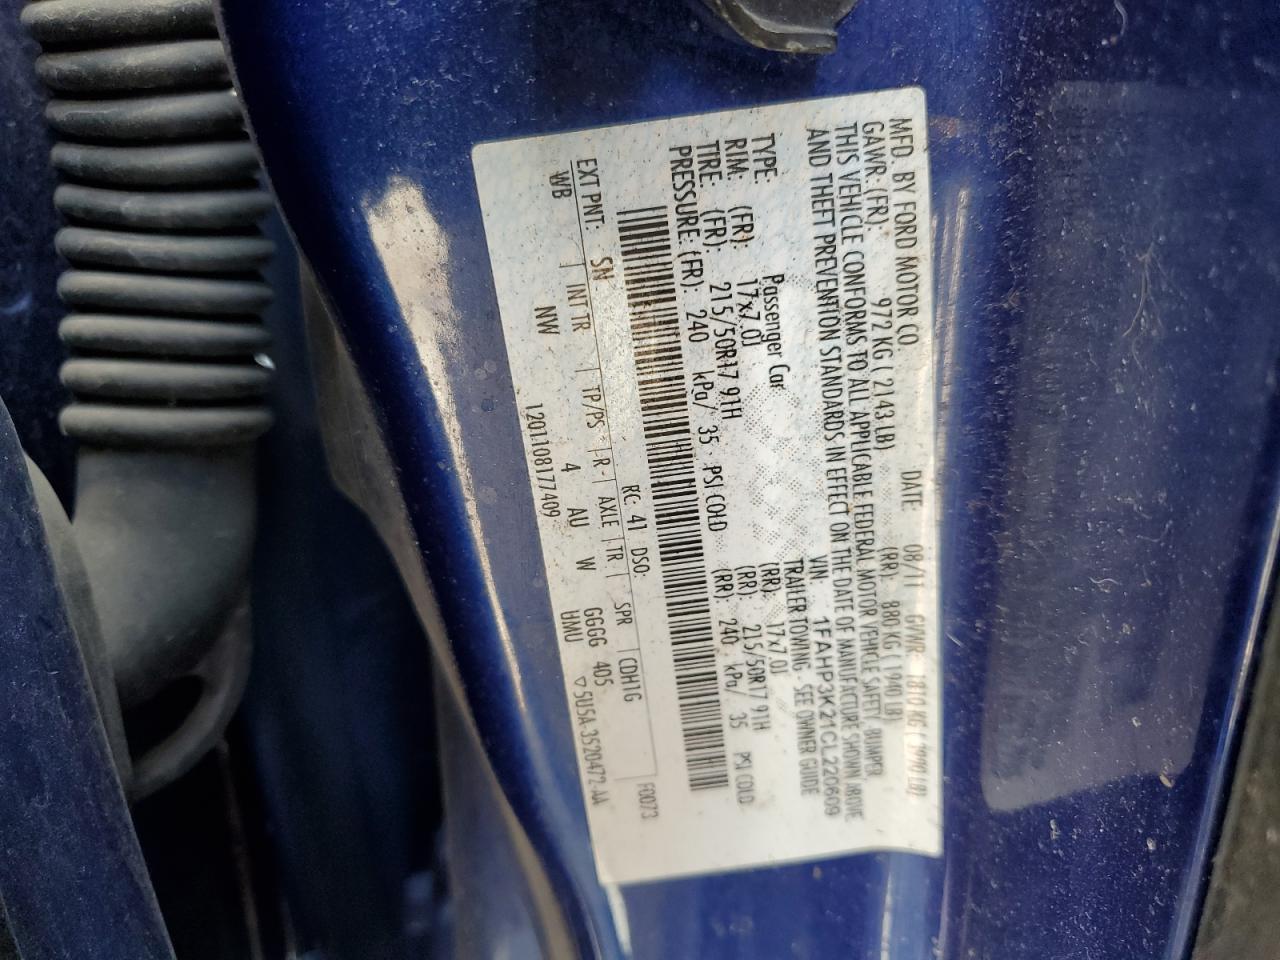 MFD. BY FORD MOTOR CO.
DATE: 08/11 GVWR: 1810 KG ( 3990 LB)
GAWR: (FR): 972 KG ( 2143 LB) (RR): 880 KG ( 1940 LB)
THIS VEHICLE CONFORMS TO ALL APPLICABLE FEDERAL MOTOR VEHICLE SAFETY, BUMPER,
AND THEFT PREVENTION STANDARDS IN EFFECT ON THE DATE OF MANUFACTURE SHOWN ABOVE
VIN: 1FAHP3K21CL220609
TYPE: Passenger Car TRAILER TOWING - SEE OWNER GUIDE
RIM: (FR): 17x7.0J (RR): 17x7.0J
TIRE: (FR): 215/50R17 91H (RR): 215/50R17 91H
PRESSURE: (FR): 240 kPa/ 35 PSI COLD (RR): 240 kPa/ 35 PSI COLD
F0073
EXT PNT: SN RC: 41 DSO: CDH1G
WB INT TR TP/PS R- AXLE TR SPR
NW 4 AU W GGGG 405
1201108177409 UMU ▽5U5A-3520472-AA